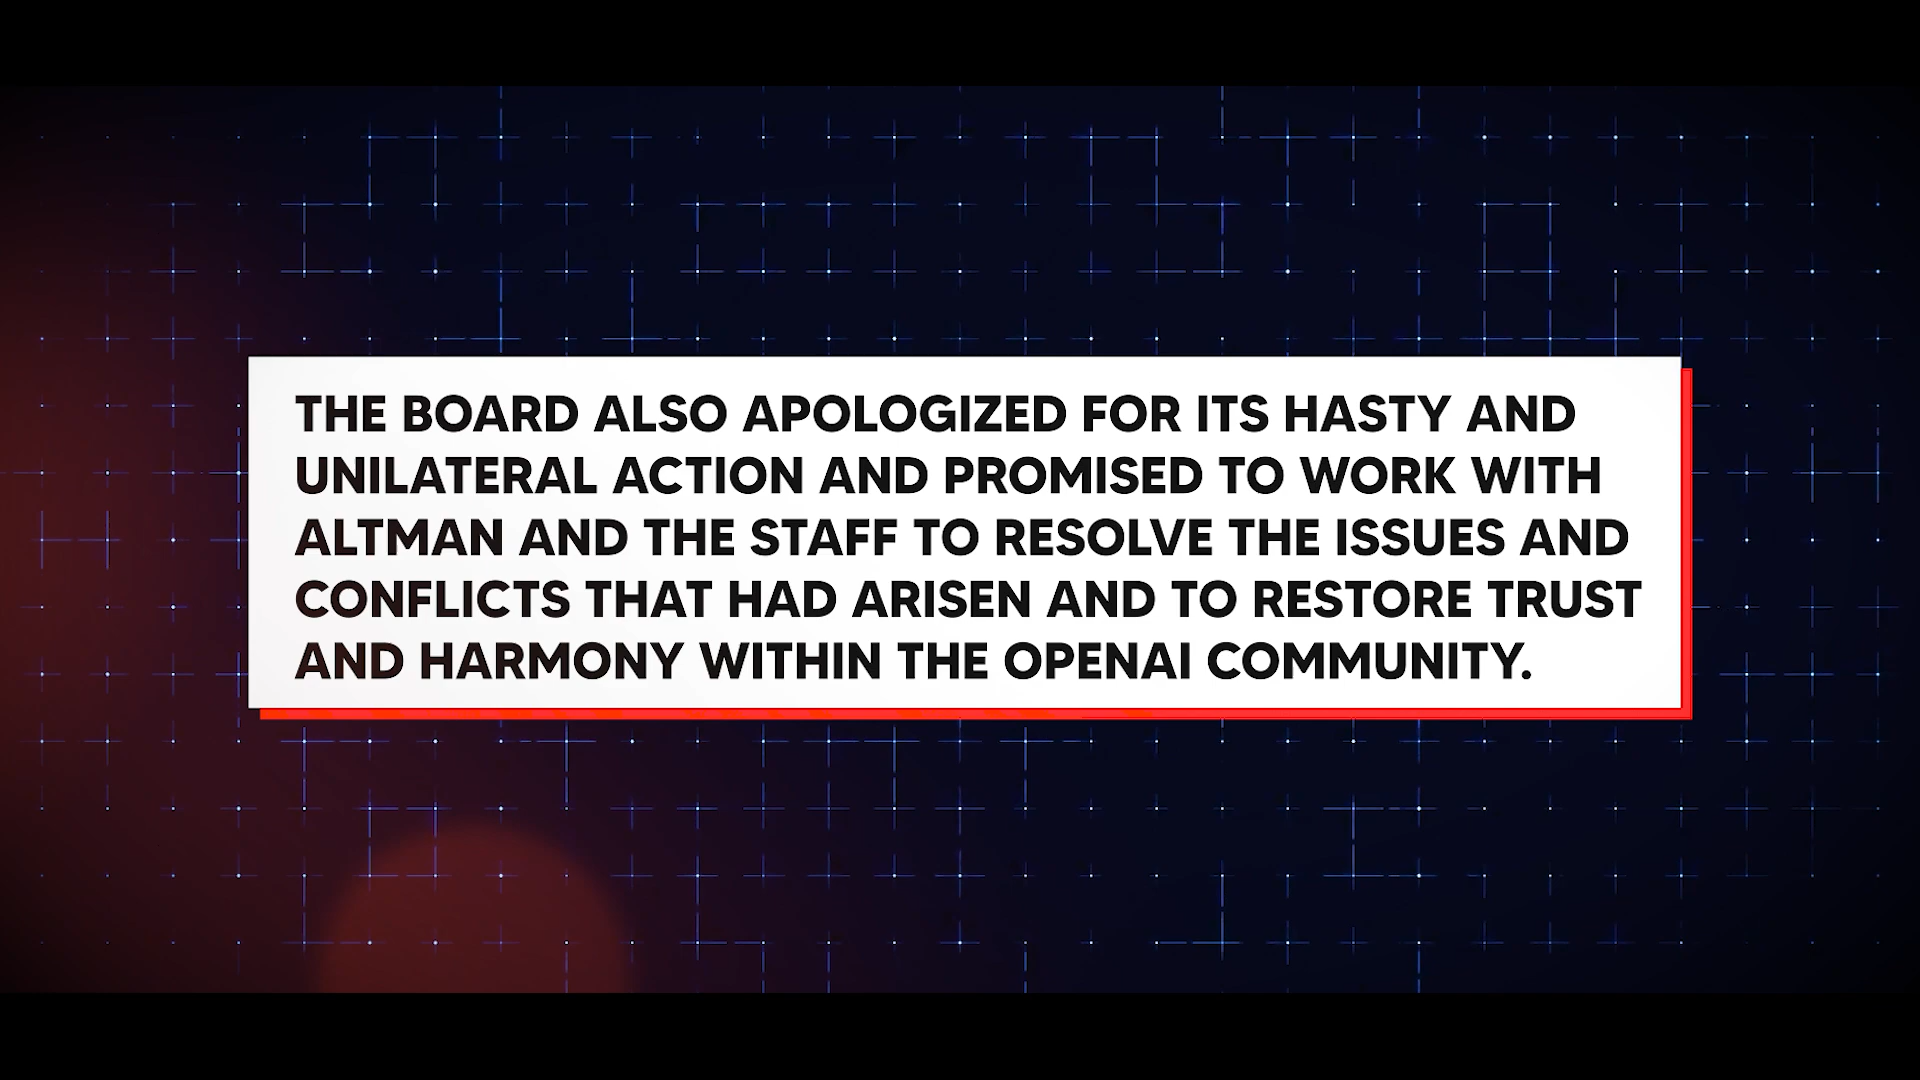 THE BOARD ALSO APOLOGIZED FOR ITS HASTY AND
UNILATERAL ACTION AND PROMISED TO WORK WITH
ALTMAN AND THE STAFF TO RESOLVE THE ISSUES AND
CONFLICTS THAT HAD ARISEN AND TO RESTORE TRUST
AND HARMONY WITHIN THE OPENAI COMMUNITY.